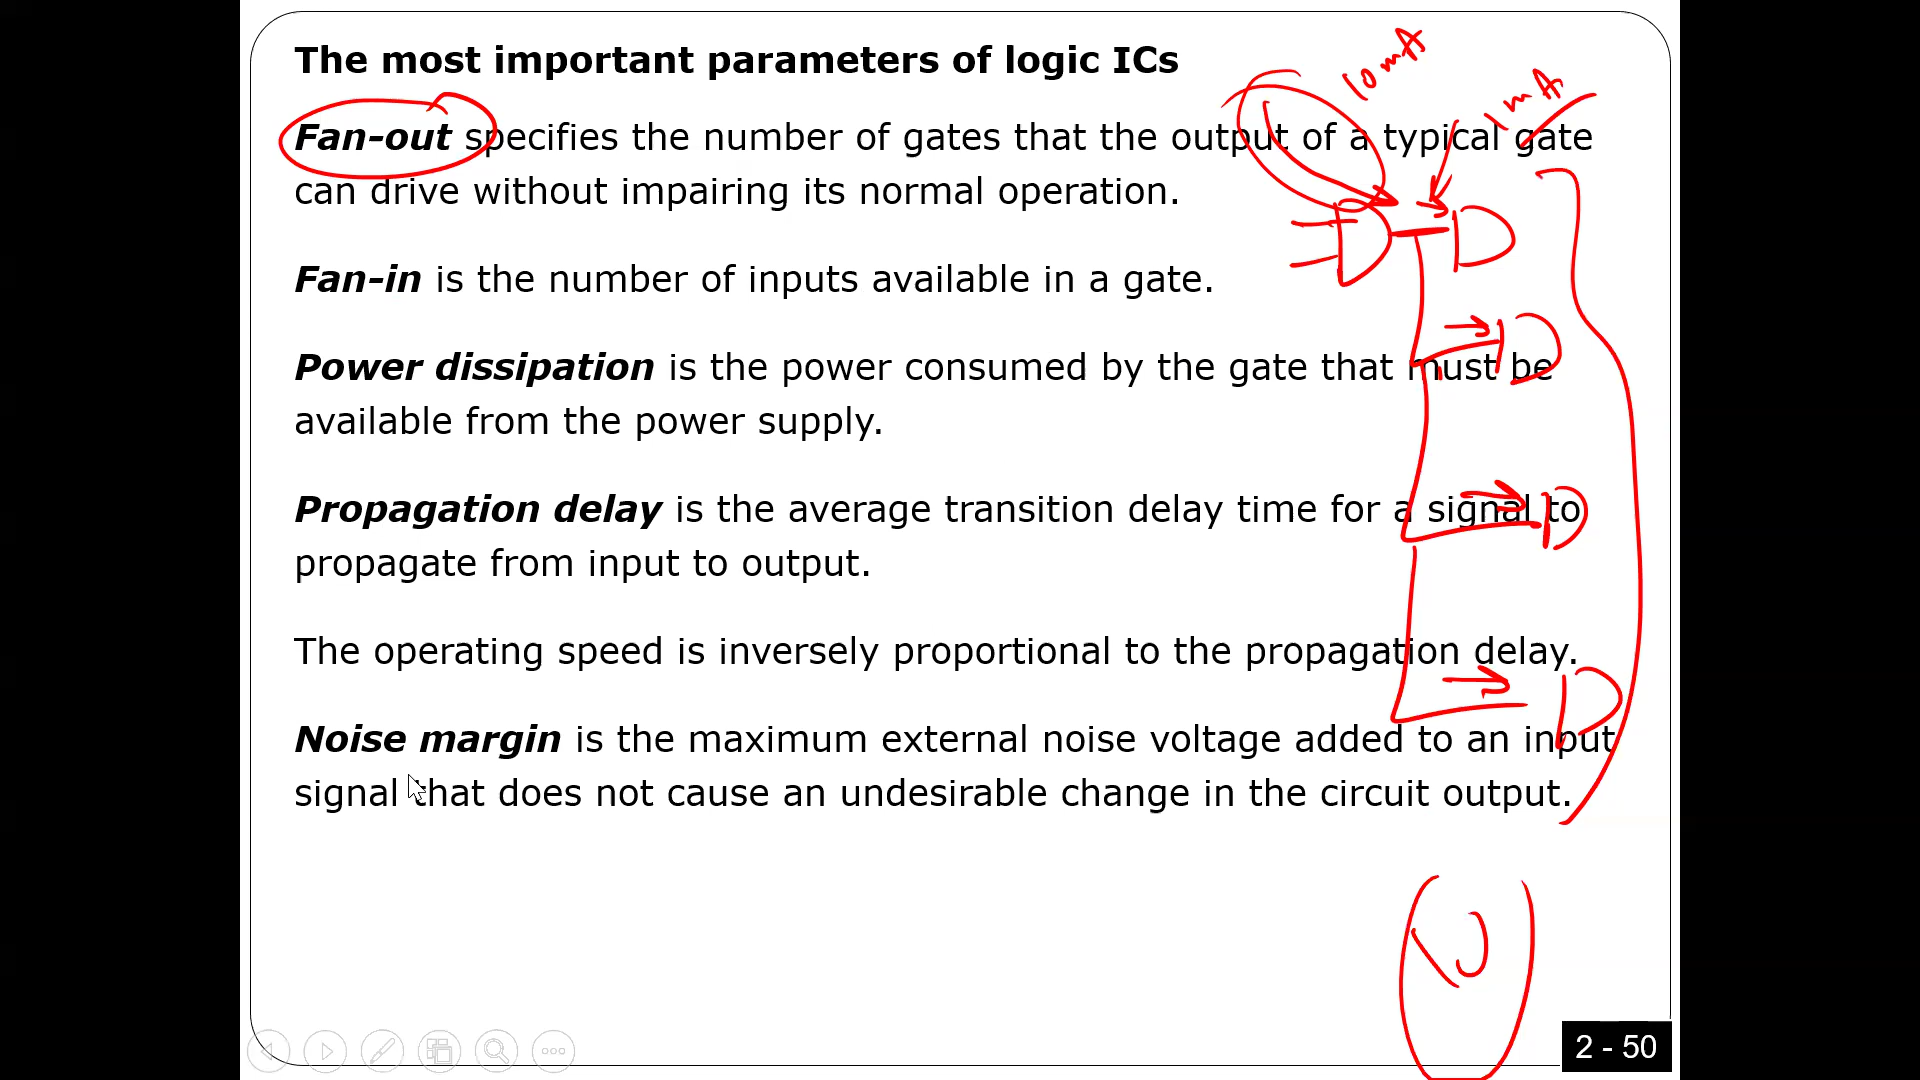 The most important parameters of logic ICs
10mA
1mA
Fan-out specifies the number of gates that the output of a typical gate
can drive without impairing its normal operation.
Fan-in is the number of inputs available in a gate.
Power dissipation is the power consumed by the gate that must be
available from the power supply.
Propagation delay is the average transition delay time for a signal to
propagate from input to output.
The operating speed is inversely proportional to the propagation delay.
Noise margin is the maximum external noise voltage added to an input
signal that does not cause an undesirable change in the circuit output.
10
2 - 50